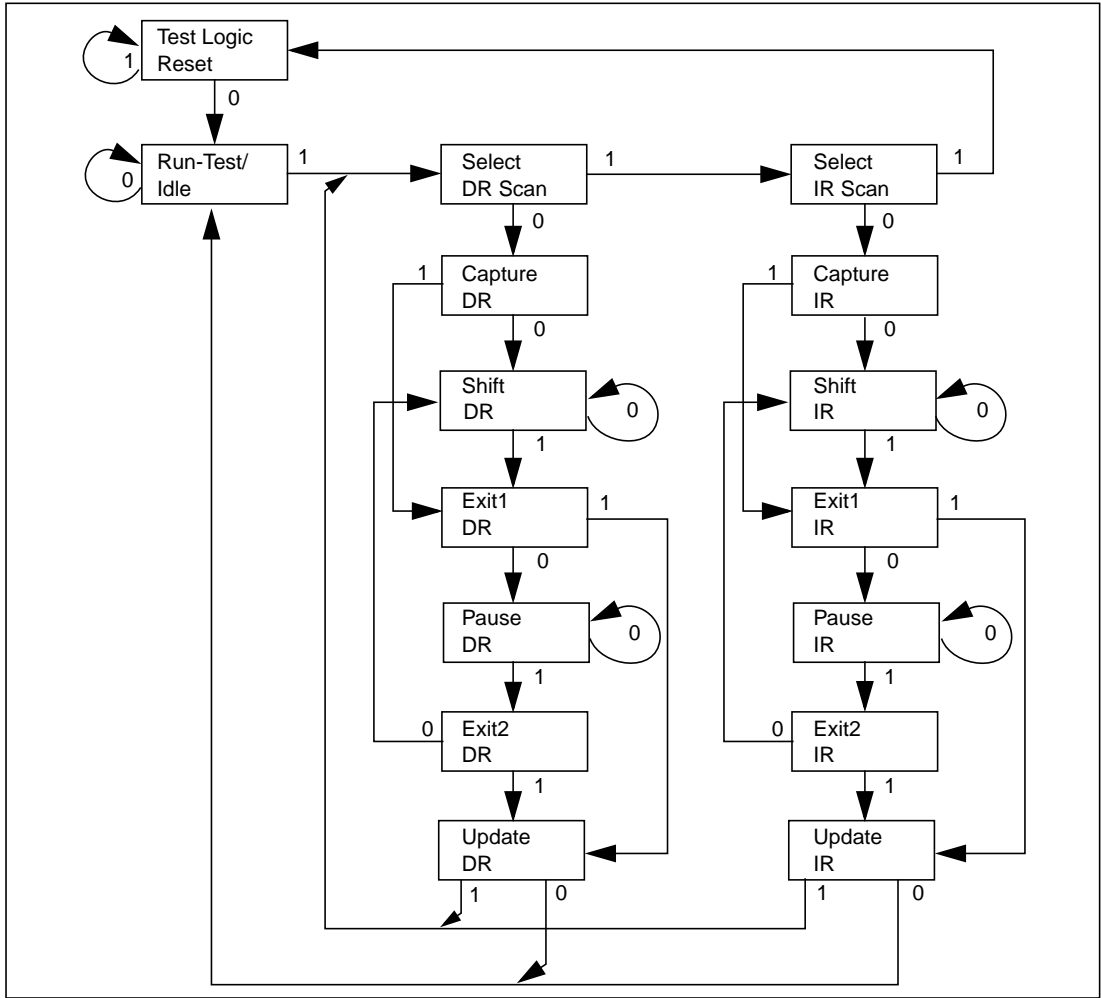 Test Logic
Reset
1
0
Run-Test/
Idle
0
1
Select
DR Scan
1
Select
IR Scan
1
0
0
1
Capture
DR
1
Capture
IR
0
0
Shift
DR
0
Shift
IR
0
1
1
Exit1
DR
1
Exit1
IR
1
0
0
Pause
DR
0
Pause
IR
0
1
1
0
Exit2
DR
0
Exit2
IR
1
1
Update
DR
Update
IR
1
0
1
0